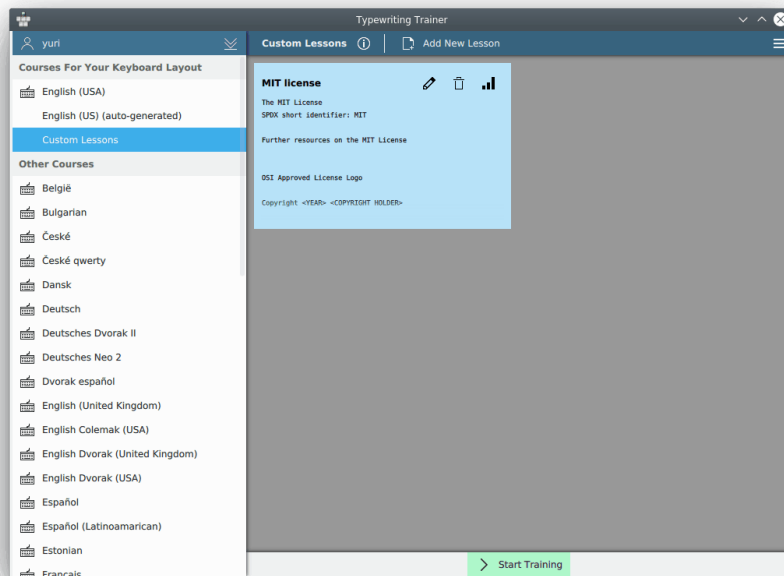 Typewriting Trainer
yuri
Custom Lessons
Add New Lesson
Courses For Your Keyboard Layout
English (USA)
English (US) (auto-generated)
Custom Lessons
Other Courses
België
Bulgarian
České
České qwerty
Dansk
Deutsch
Deutsches Dvorak II
Deutsches Neo 2
Dvorak español
English (United Kingdom)
English Colemak (USA)
English Dvorak (United Kingdom)
English Dvorak (USA)
Español
Español (Latinoamarican)
Estonian
Français
MIT license
The MIT License
SPDX short identifier: MIT
Further resources on the MIT License
OSI Approved License Logo
Copyright <YEAR> <COPYRIGHT HOLDER>
Start Training